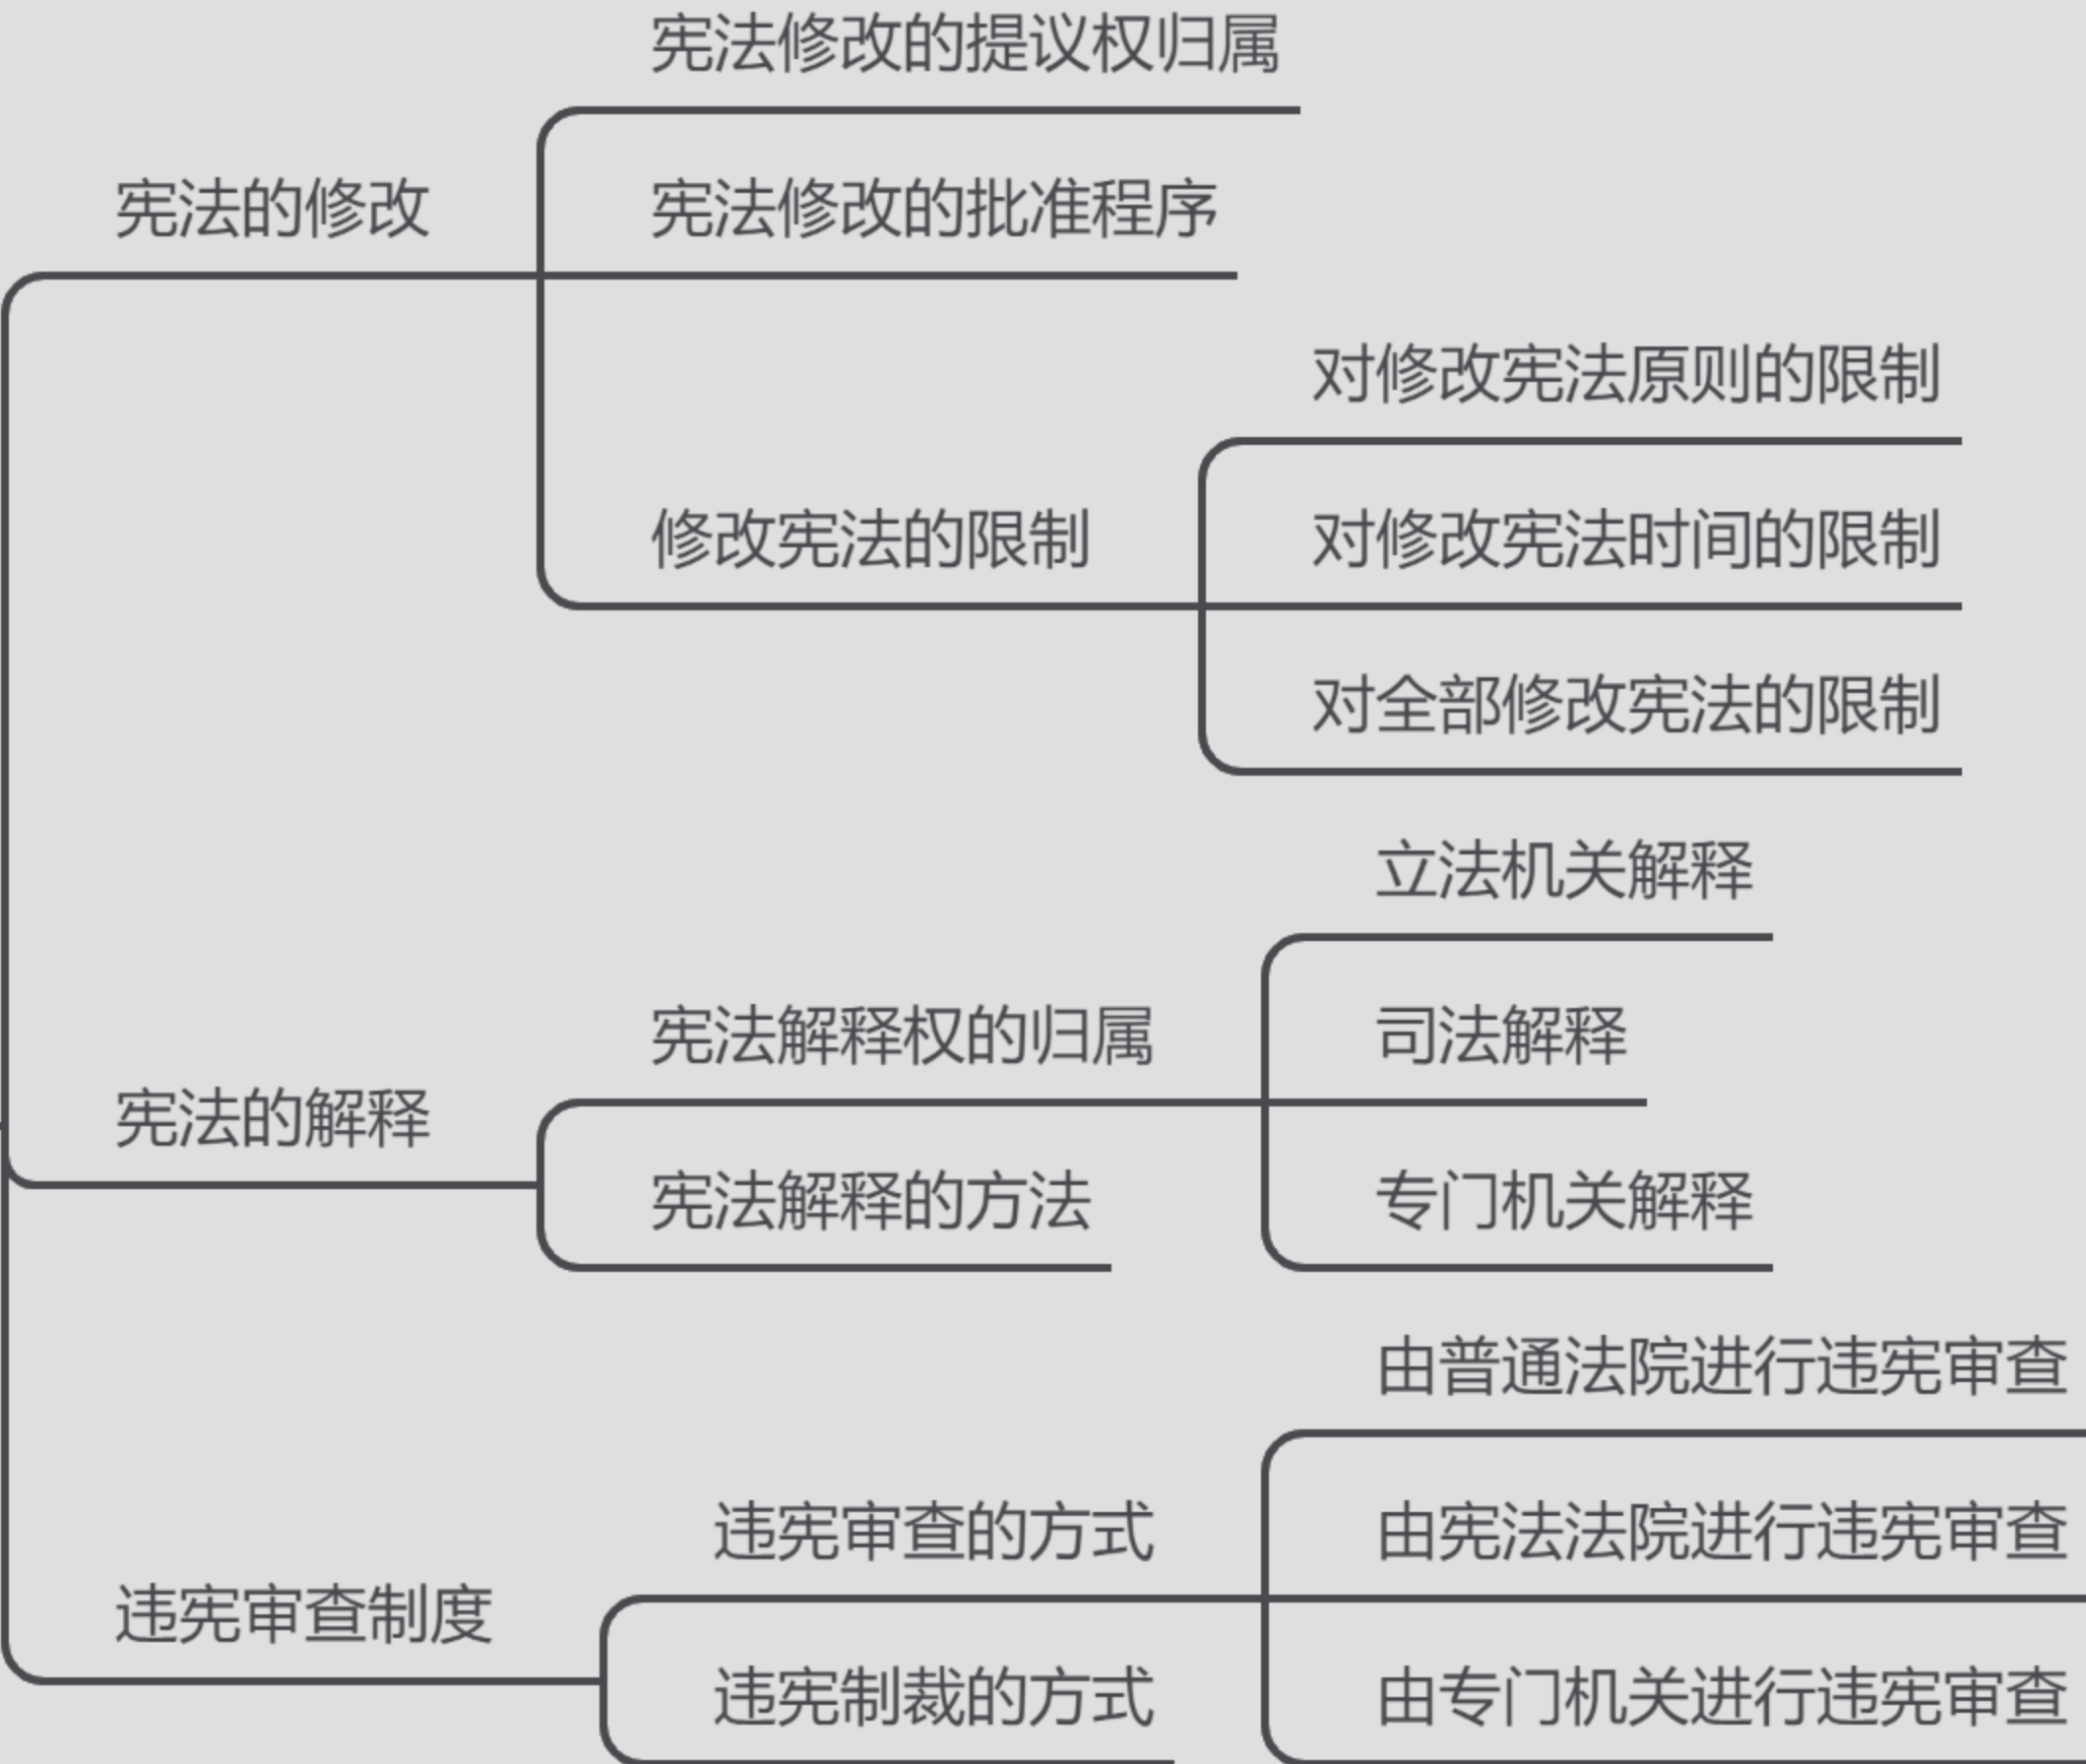 宪法修改的提议权归属
宪法的修改
宪法修改的批准程序
对修改宪法原则的限制
修改宪法的限制
对修改宪法时间的限制
对全部修改宪法的限制
立法机关解释
宪法解释权的归属
司法解释
宪法的解释
宪法解释的方法
专门机关解释
由普通法院进行违宪审查
违宪审查的方式
由宪法法院进行违宪审查
违宪审查制度
违宪制裁的方式
由专门机关进行违宪审查